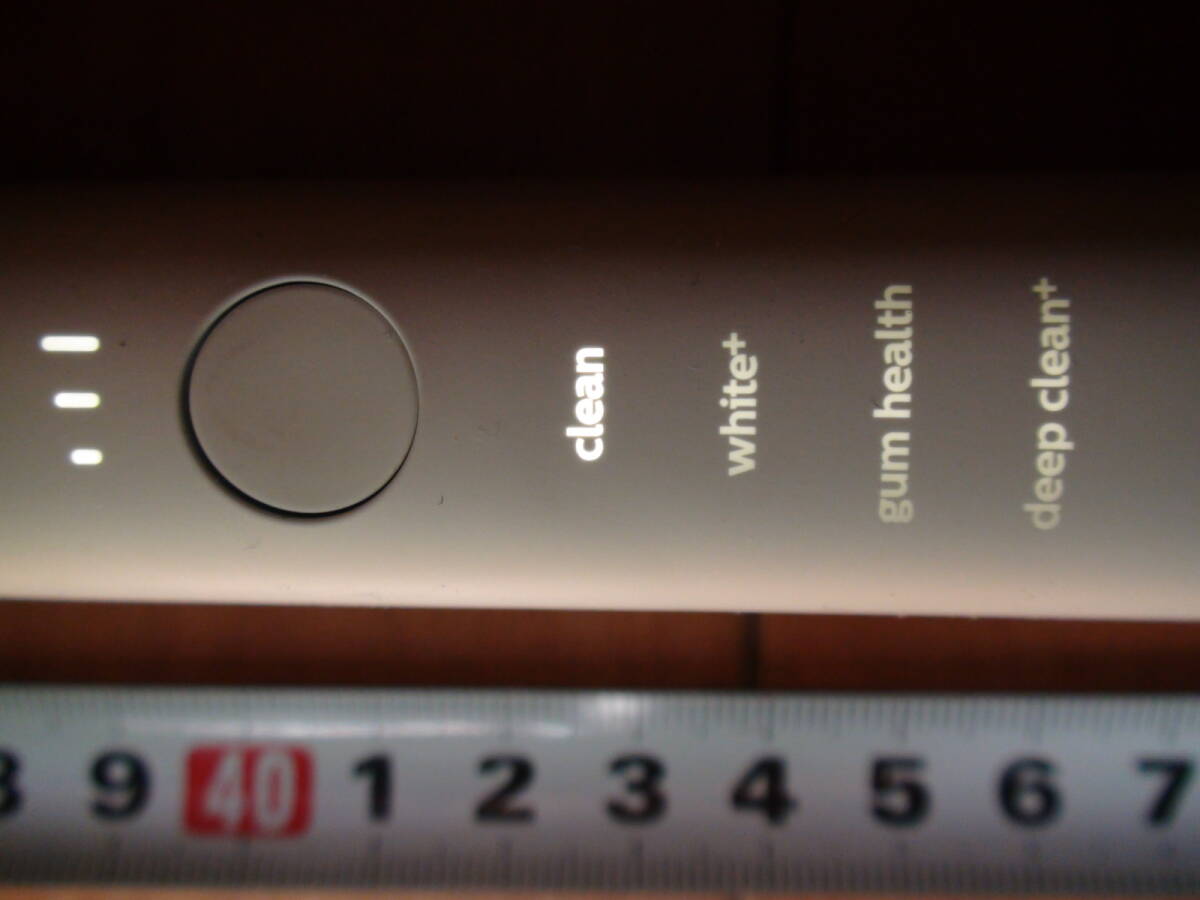 clean
white+
gum health
deep clean+
8 9 40 1 2 3 4 5 6 7